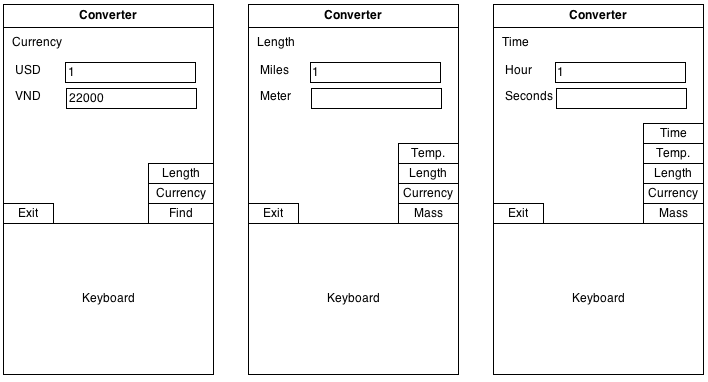 Converter
Currency
USD 1
VND 22000
Length
Currency
Exit Find
Keyboard
Converter
Length
Miles 1
Meter
Temp.
Length
Currency
Exit Mass
Keyboard
Converter
Time
Hour 1
Seconds
Time
Temp.
Length
Currency
Exit Mass
Keyboard